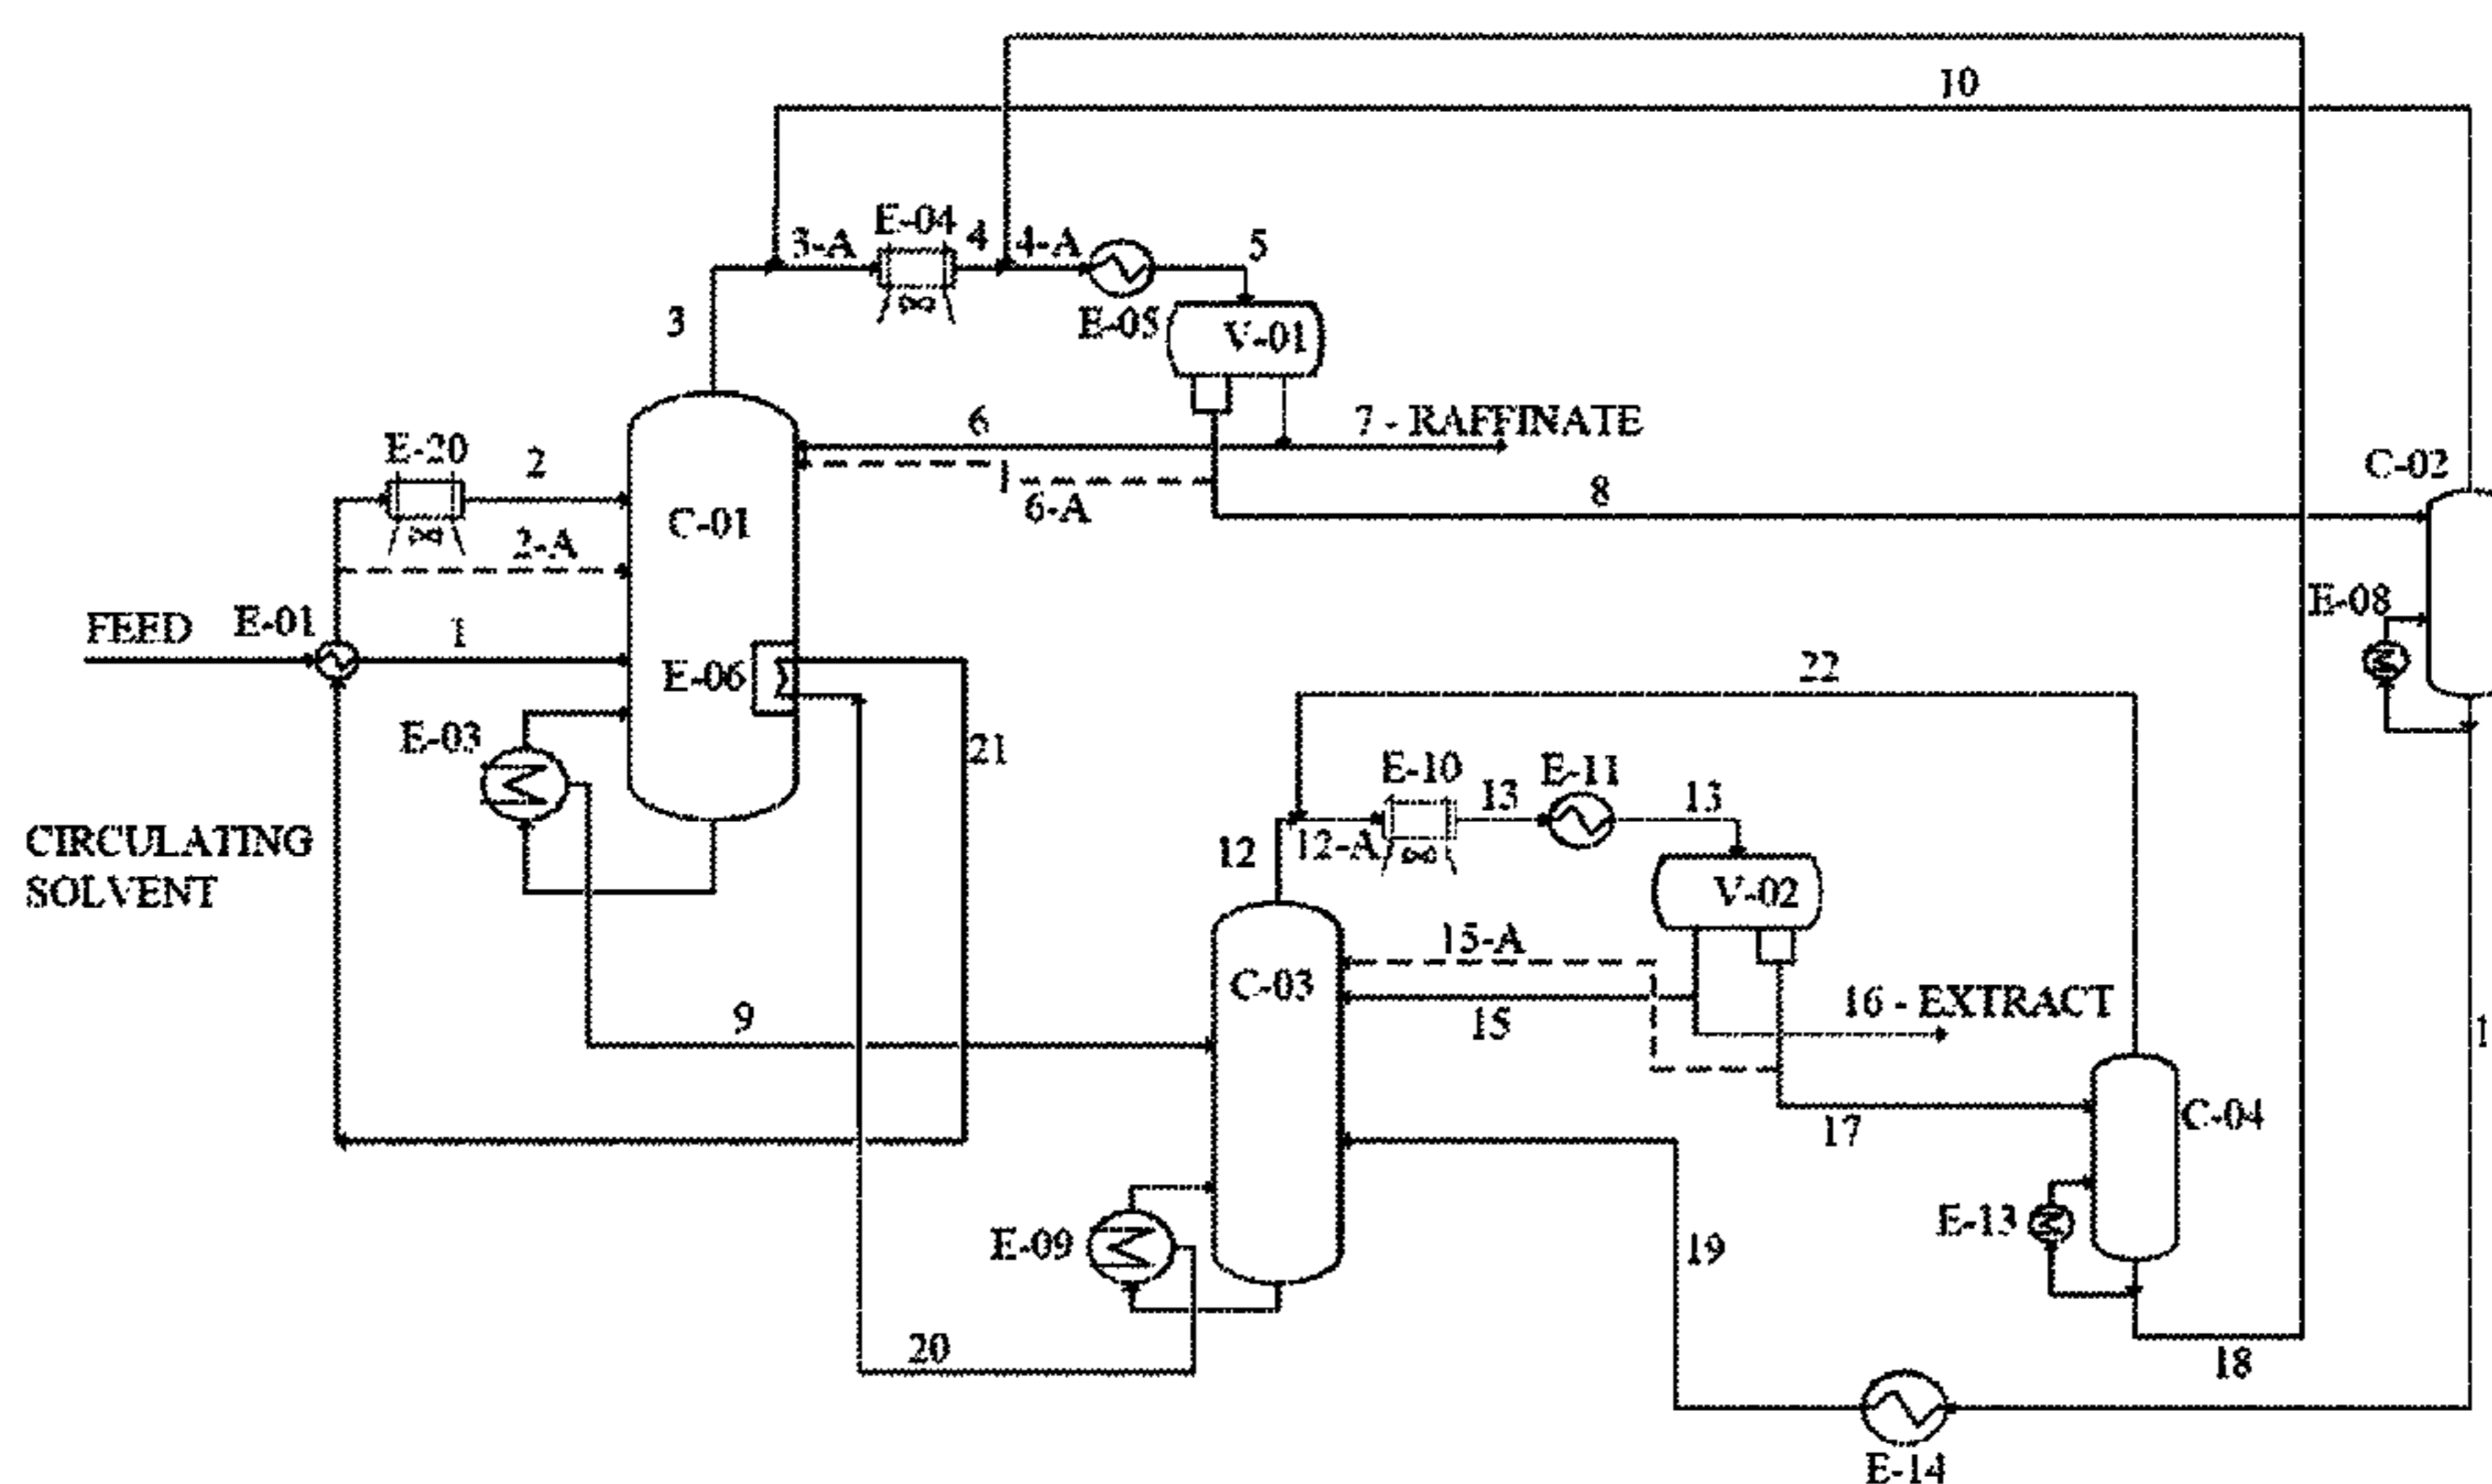 10
E-04
3-A
4
4-A
5
3
E-05
V-01
6
7 - RAFFINATE
E-20
2
C-02
6-A
8
C-01
2-A
FEED
E-01
1
E-08
E-06
22
E-03
21
E-10
E-11
13
13
CIRCULATING
SOLVENT
12
12-A
V-02
15-A
C-03
9
15
16 - EXTRACT
1
17
C-04
E-13
E-09
19
20
18
E-14